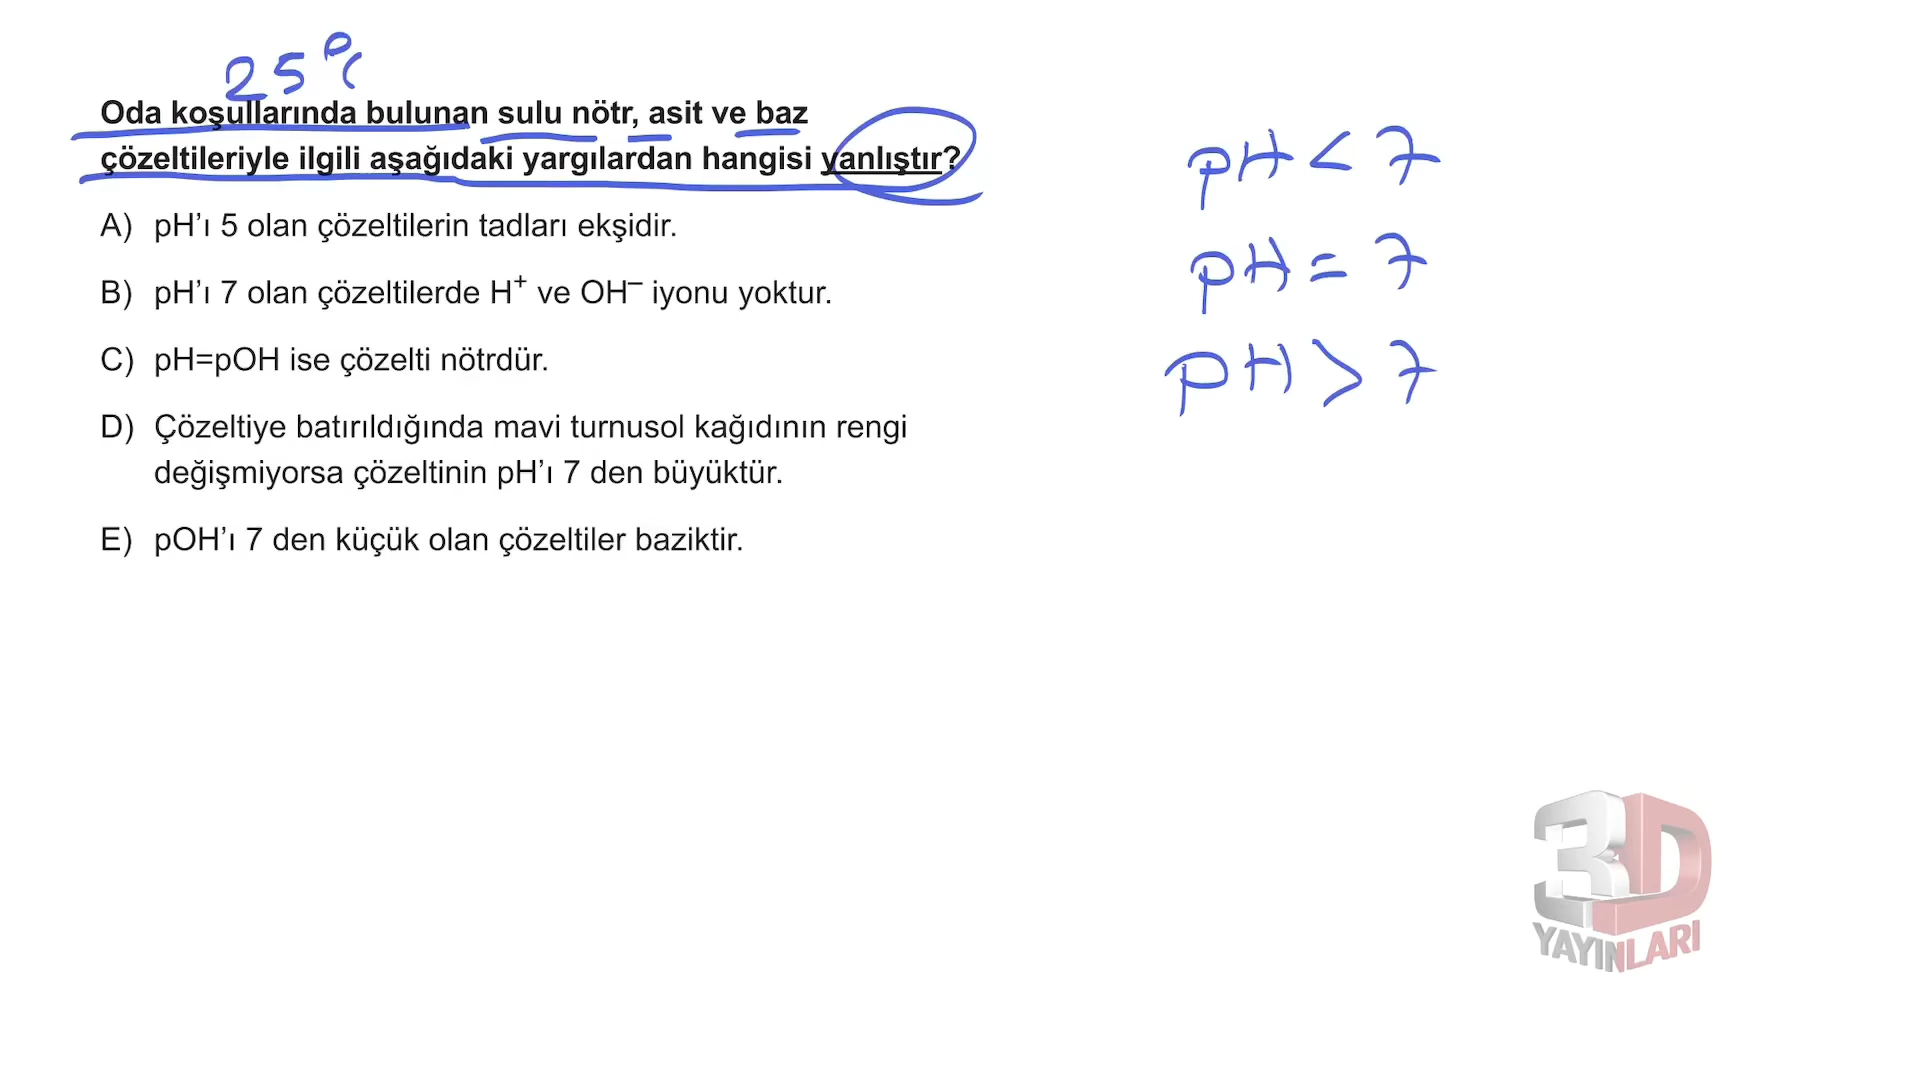 25°C
Oda koşullarında bulunan sulu nötr, asit ve baz
çözeltileriyle ilgili aşağıdaki yargılardan hangisi yanlıştır?
A) pH’ı 5 olan çözeltilerin tadları ekşidir.
B) pH’ı 7 olan çözeltilerde H⁺ ve OH⁻ iyonu yoktur.
C) pH=pOH ise çözelti nötrdür.
D) Çözeltiye batırıldığında mavi turnusol kağıdının rengi
değişmiyorsa çözeltinin pH’ı 7 den büyüktür.
E) pOH’ı 7 den küçük olan çözeltiler baziktir.
pH < 7
pH = 7
pH > 7
3D
YAYINLARI